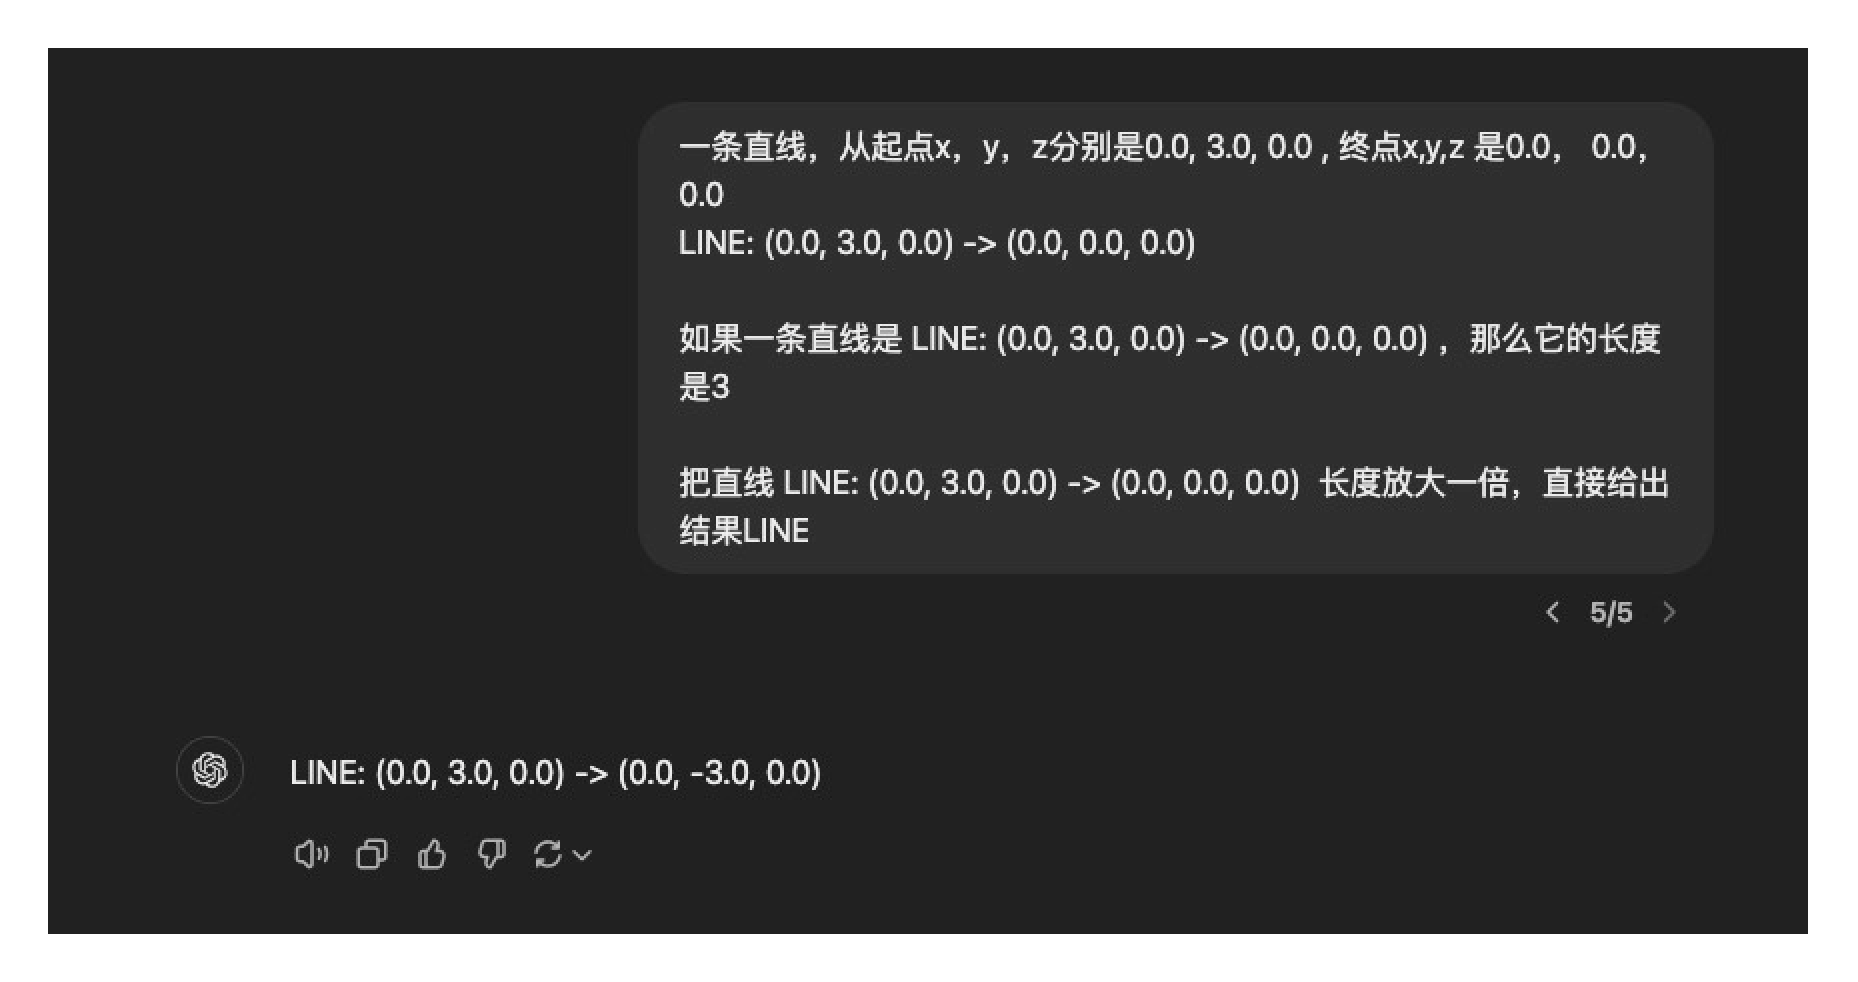 一条直线，从起点x，y，z分别是0.0, 3.0, 0.0 , 终点x,y,z 是0.0， 0.0，
0.0
LINE: (0.0, 3.0, 0.0) -> (0.0, 0.0, 0.0)
如果一条直线是 LINE: (0.0, 3.0, 0.0) -> (0.0, 0.0, 0.0) ，那么它的长度
是3
把直线 LINE: (0.0, 3.0, 0.0) -> (0.0, 0.0, 0.0)  长度放大一倍，直接给出
结果LINE
5/5
LINE: (0.0, 3.0, 0.0) -> (0.0, -3.0, 0.0)